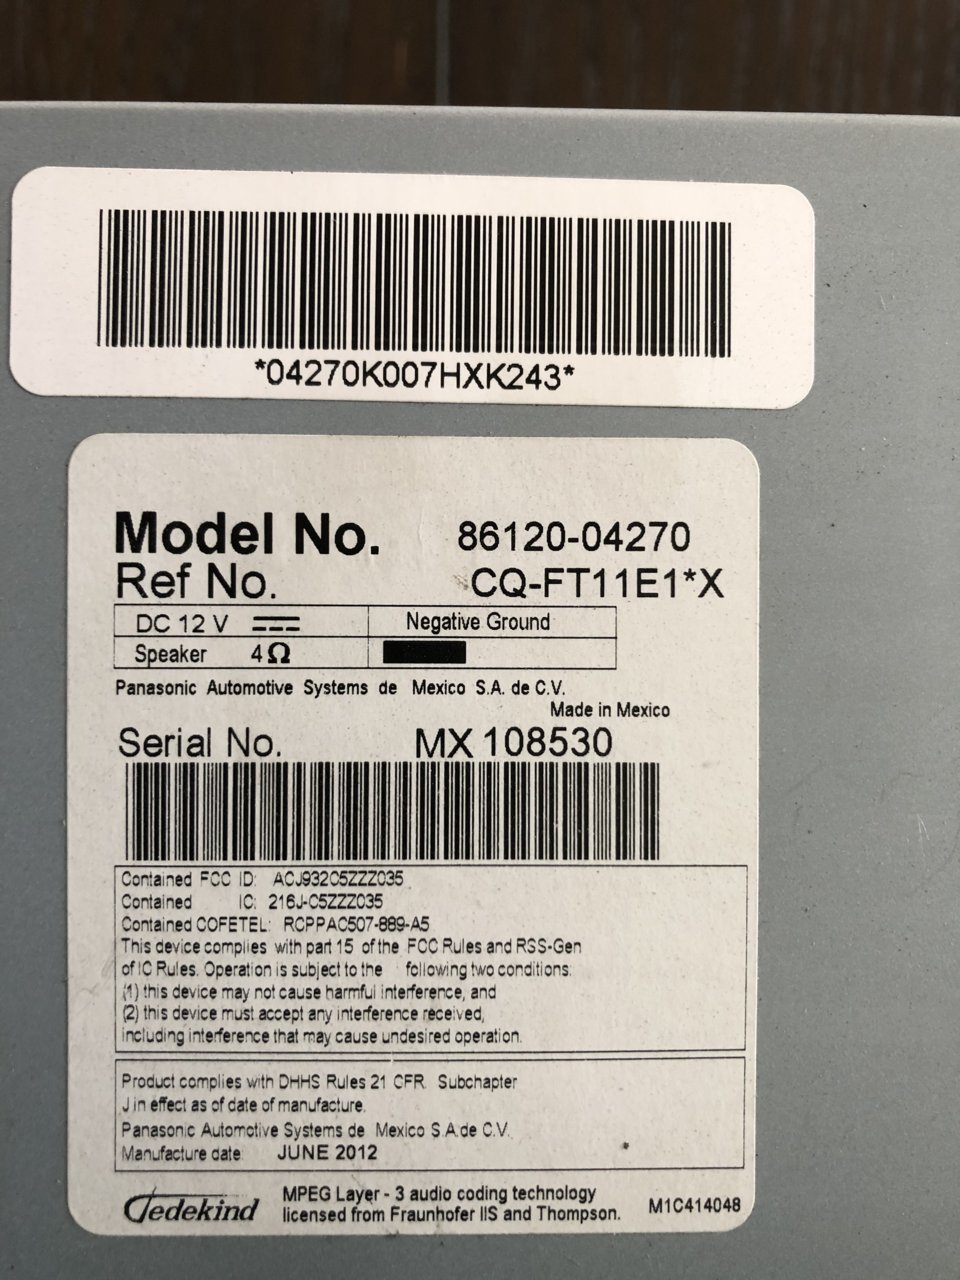 *04270K007HXK243*
Model No. 86120-04270
Ref No. CQ-FT11E1*X
DC 12 V Negative Ground
Speaker 4Ω
Panasonic Automotive Systems de Mexico S.A. de C.V.
Made in Mexico
Serial No. MX 108530
Contained FCC ID: ACJ932C5ZZZ035
Contained IC: 216J-C5ZZZ035
Contained COFETEL: RCPPAC507-889-A5
This device complies with part 15 of the FCC Rules and RSS-Gen
of IC Rules. Operation is subject to the following two conditions:
(1) this device may not cause harmful interference, and
(2) this device must accept any interference received,
including interference that may cause undesired operation.
Product complies with DHHS Rules 21 CFR Subchapter
J in effect as of date of manufacture.
Panasonic Automotive Systems de Mexico S.A.de C.V.
Manufacture date: JUNE 2012
Gedekind MPEG Layer - 3 audio coding technology
licensed from Fraunhofer IIS and Thompson. M1C414048